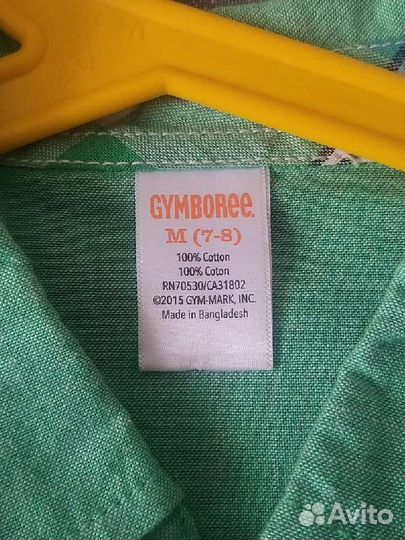 GYMBOREE.
M (7-8)
100% Cotton
100% Coton
RN70530/CA31802
©2015 GYM-MARK, INC.
Made in Bangladesh
Avito